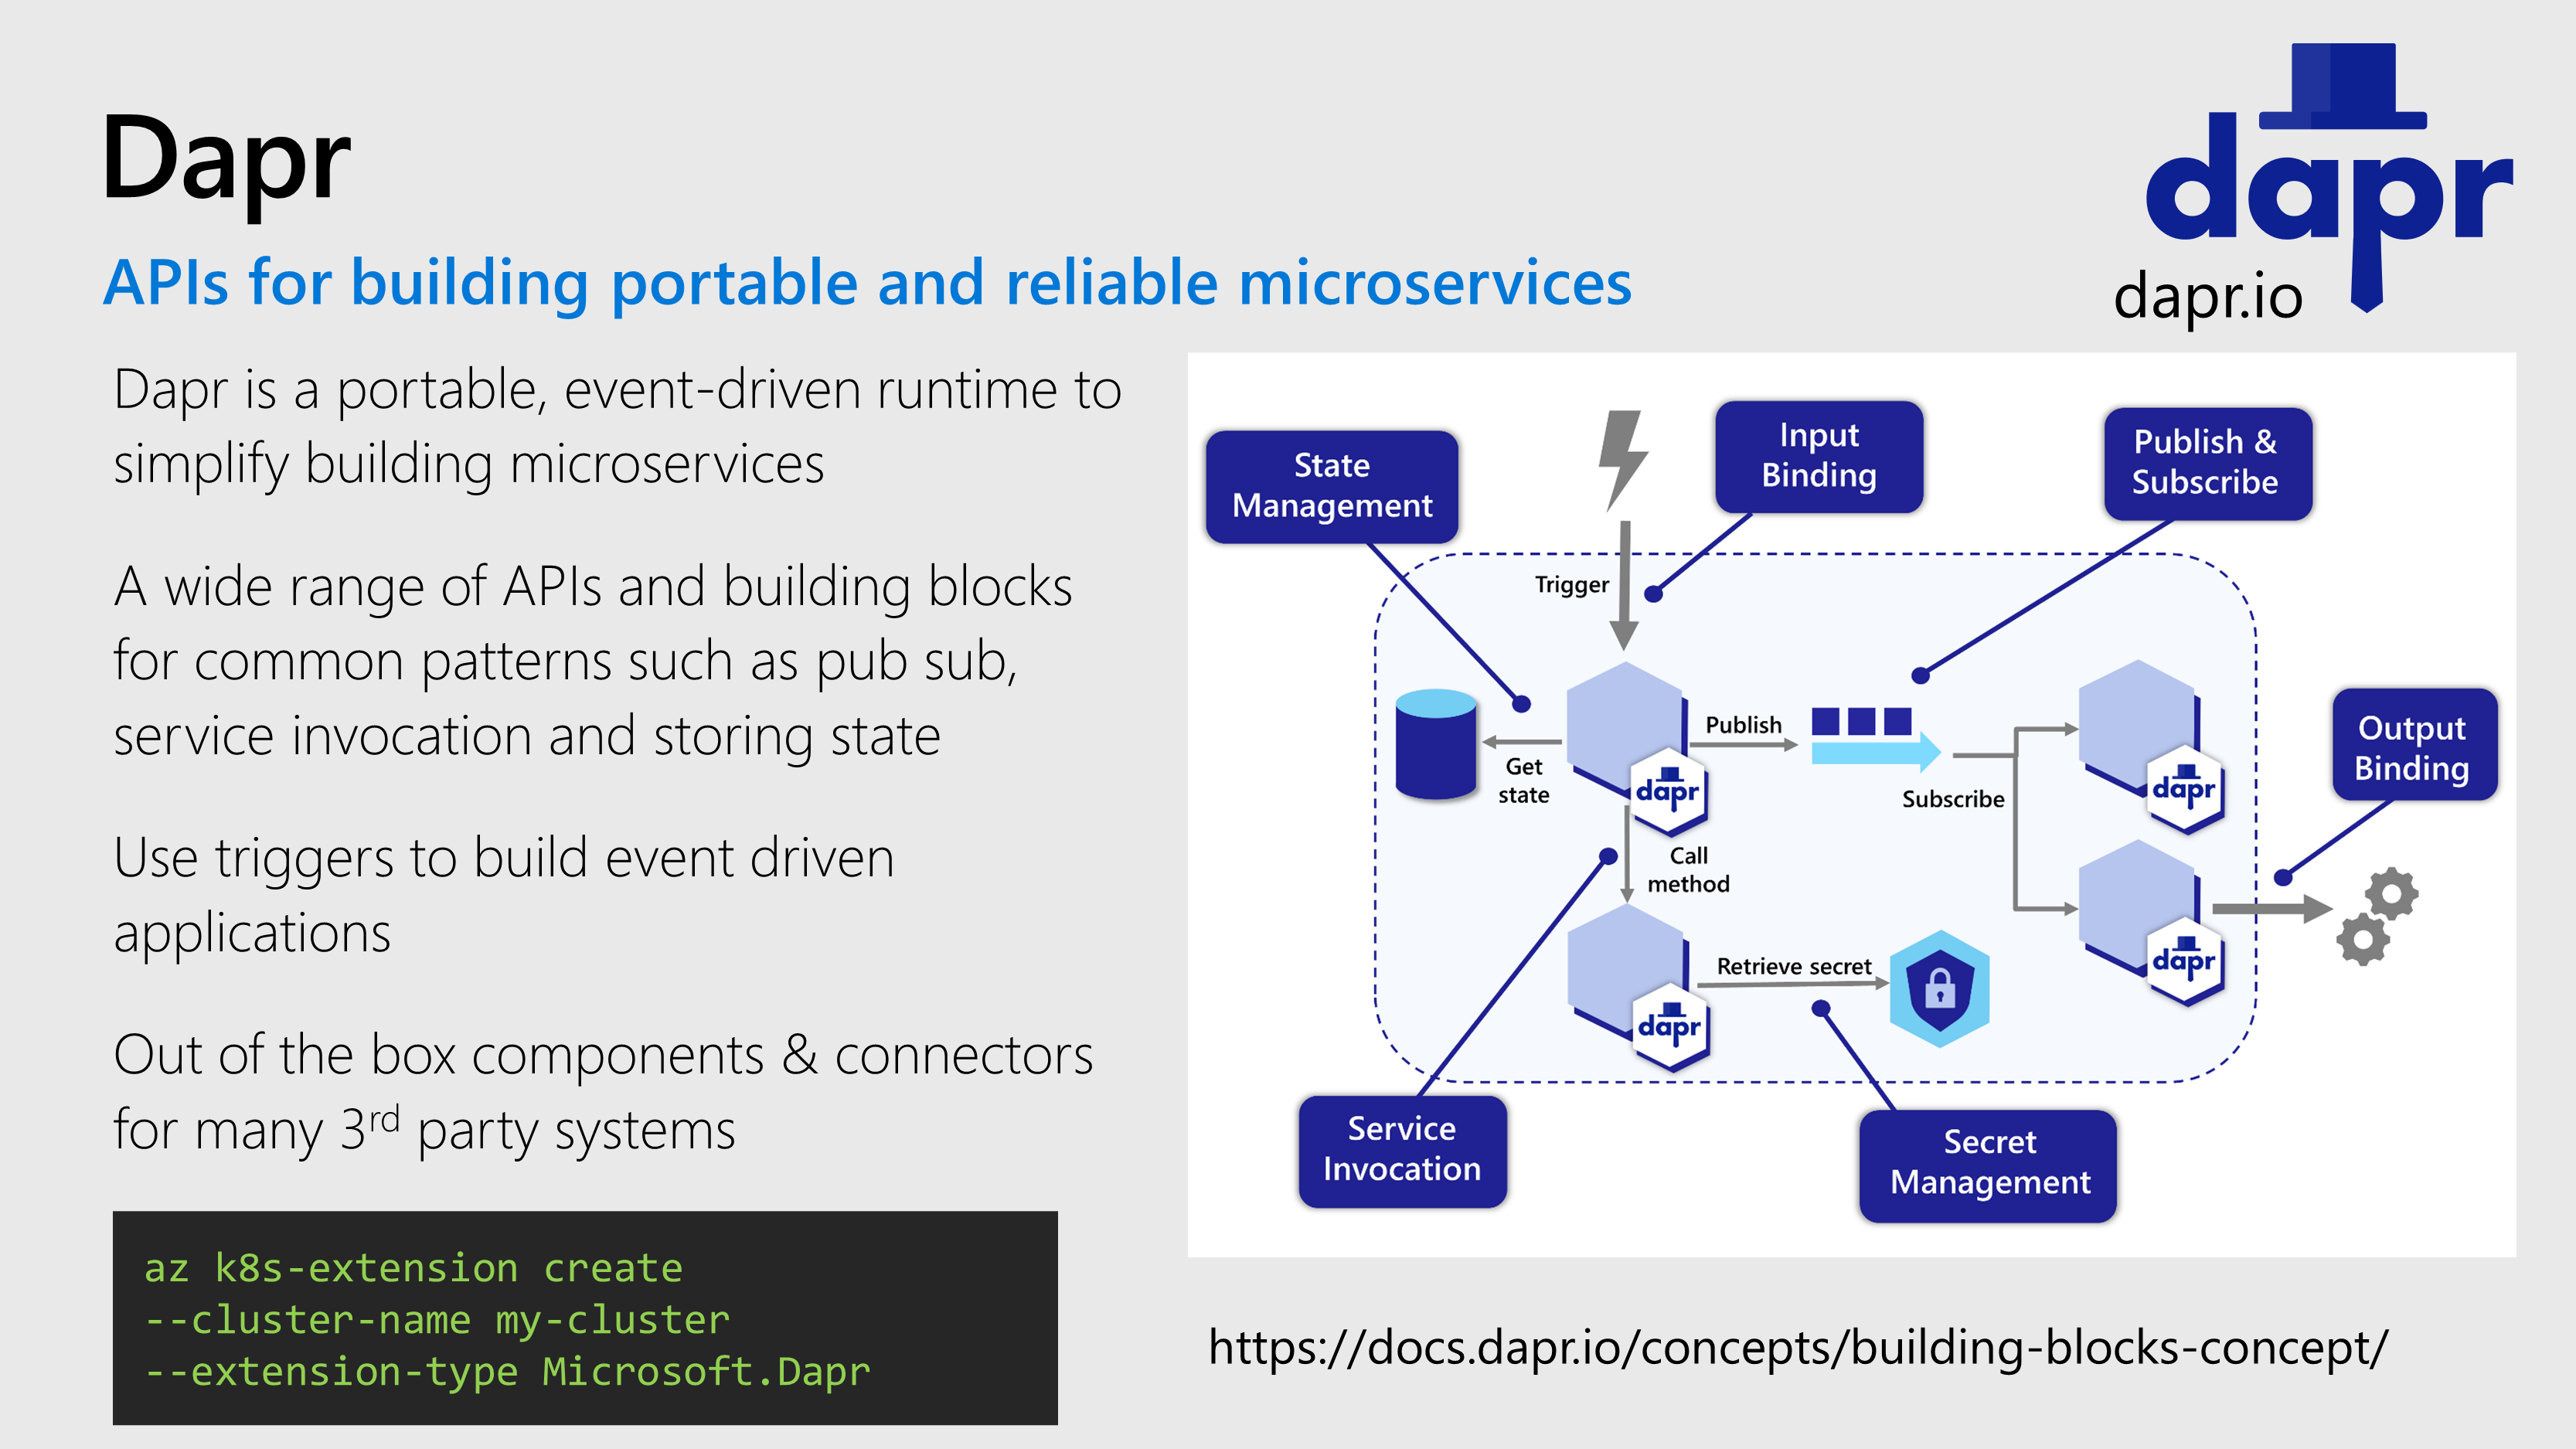 Dapr
dapr
dapr.io
APIs for building portable and reliable microservices
Dapr is a portable, event-driven runtime to
simplify building microservices
A wide range of APIs and building blocks
for common patterns such as pub sub,
service invocation and storing state
Use triggers to build event driven
applications
Out of the box components & connectors
for many 3rd party systems
az k8s-extension create
--cluster-name my-cluster
--extension-type Microsoft.Dapr
State
Management
Input
Binding
Publish &
Subscribe
Trigger
Publish
Get
state
dapr
Subscribe
dapr
Output
Binding
Call
method
dapr
Retrieve secret
dapr
Service
Invocation
Secret
Management
https://docs.dapr.io/concepts/building-blocks-concept/